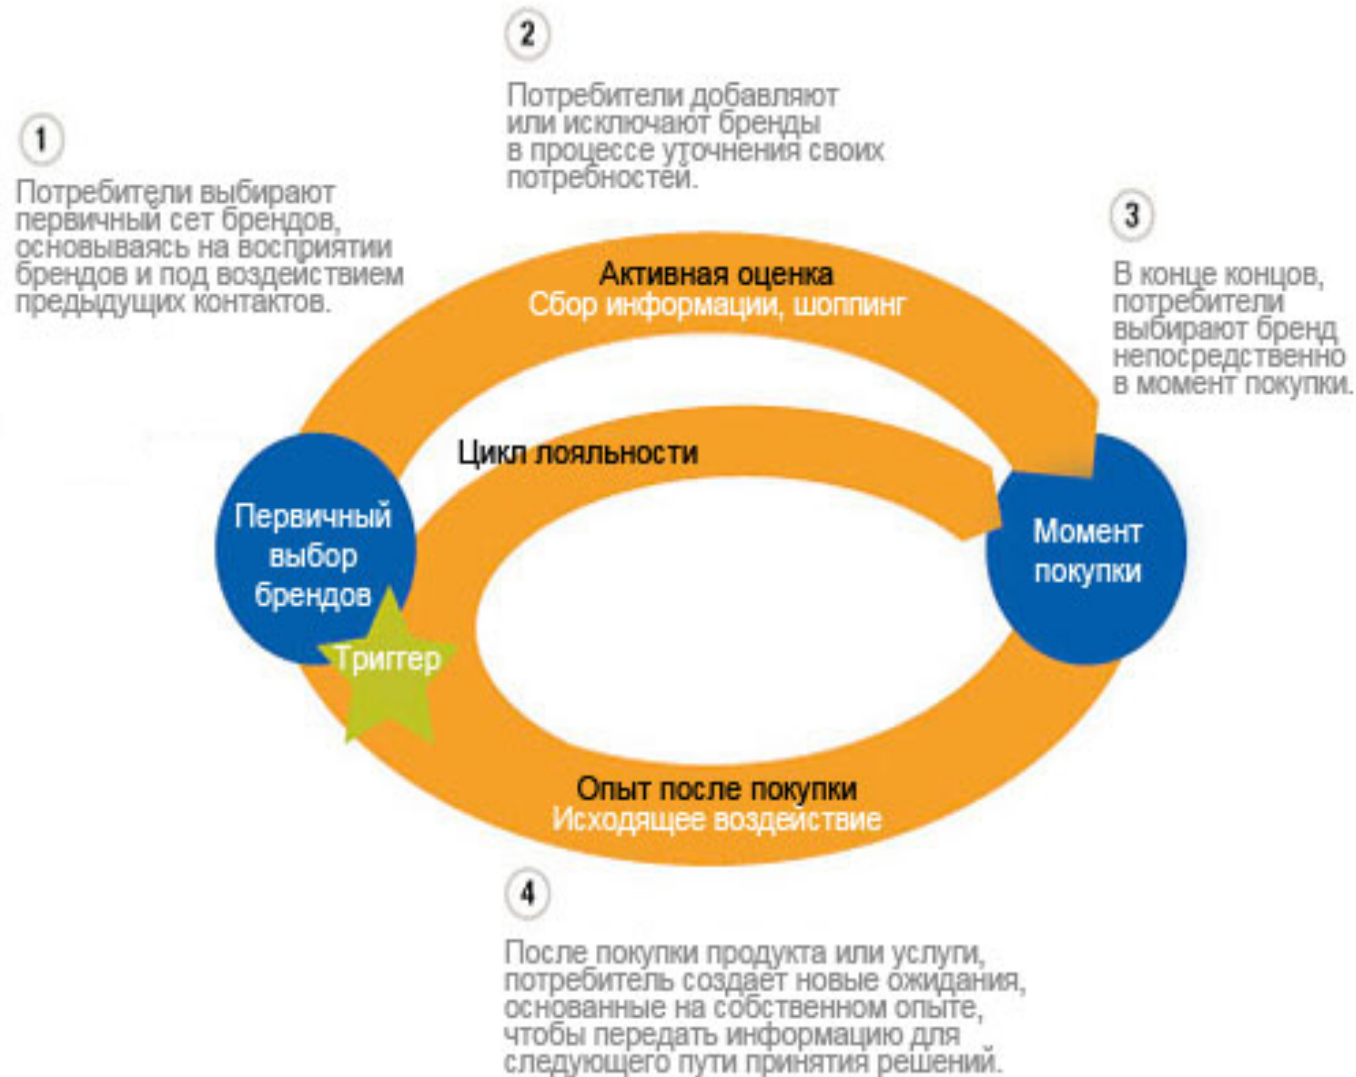 1
Потребители выбирают
первичный сет брендов,
основываясь на восприятии
брендов и под воздействием
предыдущих контактов.
2
Потребители добавляют
или исключают бренды
в процессе уточнения своих
потребностей.
3
В конце концов,
потребители
выбирают бренд
непосредственно
в момент покупки.
Активная оценка
Сбор информации, шоппинг
Цикл лояльности
Первичный
выбор
брендов
Триггер
Момент
покупки
Опыт после покупки
Исходящее воздействие
4
После покупки продукта или услуги,
потребитель создает новые ожидания,
основанные на собственном опыте,
чтобы передать информацию для
следующего пути принятия решений.